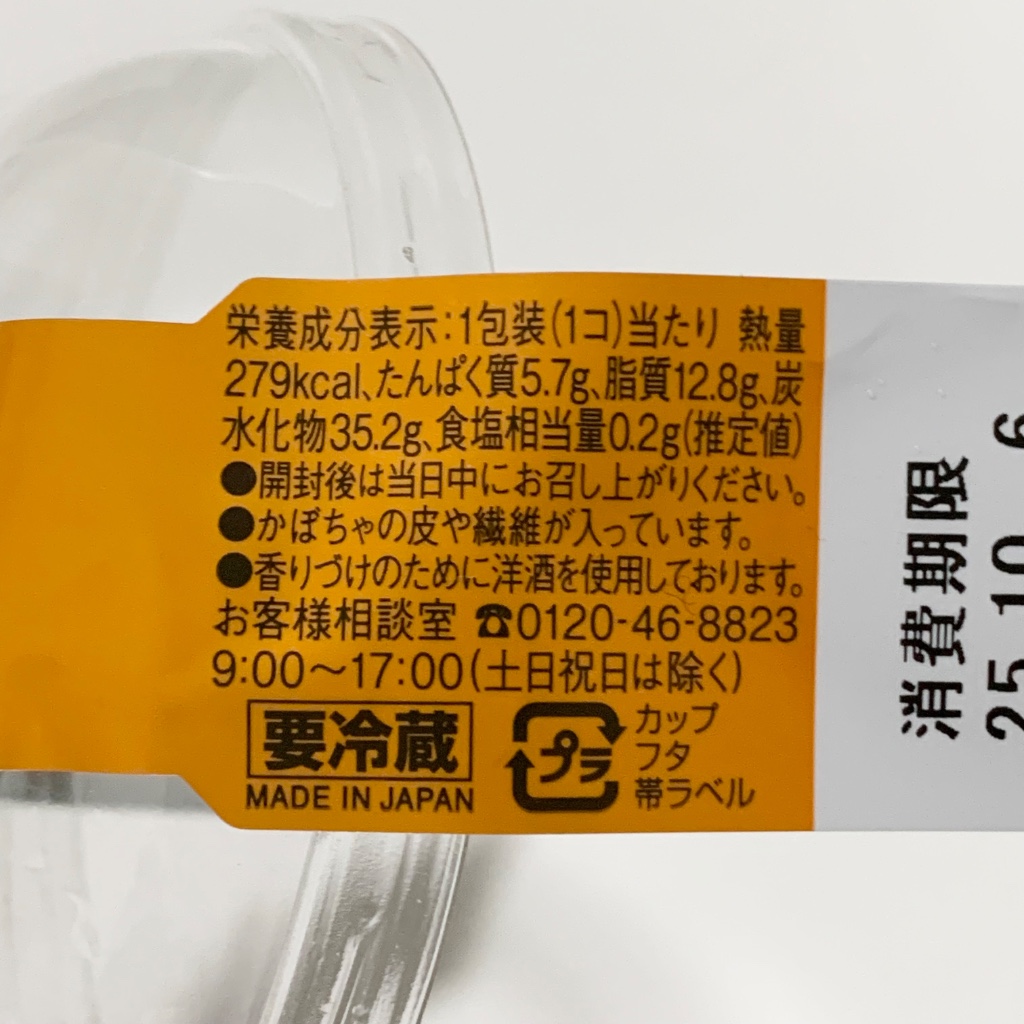 栄養成分表示:1包装(1コ)当たり 熱量
279kcal、たんぱく質5.7g、脂質12.8g、炭
水化物35.2g、食塩相当量0.2g(推定値)
●開封後は当日中にお召し上がりください。
●かぼちゃの皮や繊維が入っています。
●香りづけのために洋酒を使用しております。
お客様相談室 ☎0120-46-8823
9:00~17:00(土日祝日は除く)
要冷蔵
MADE IN JAPAN
プラ
カップ
フタ
帯ラベル
消費期限
25.10. 6